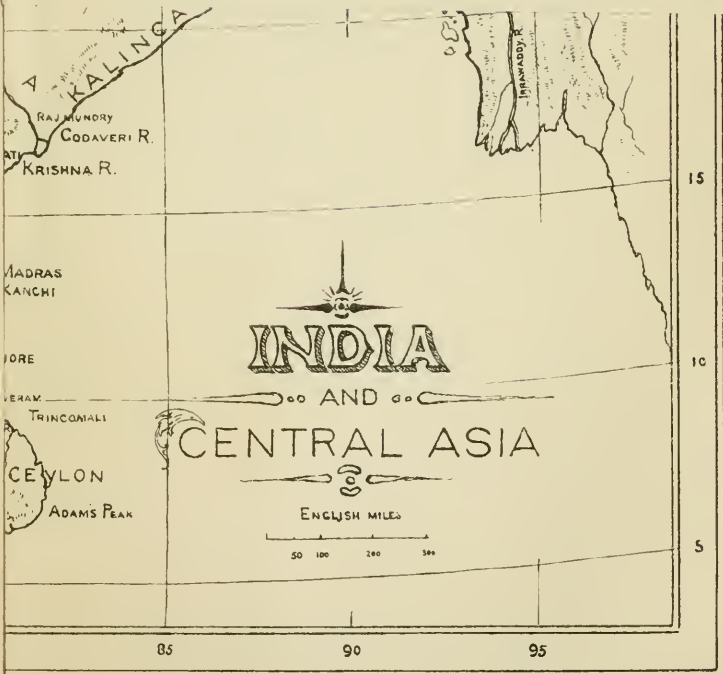 KALINGA
A
RAJMUNDRY
GODAVERI R.
KRISHNA R.
IRRAWADDY. R.
15
MADRAS
KANCHI
10
INDIA
AND
CENTRAL ASIA
TRINCOMALI
CEYLON
ADAMS PEAK
ENGLISH MILES
50 100 200 300
5
85 90 95